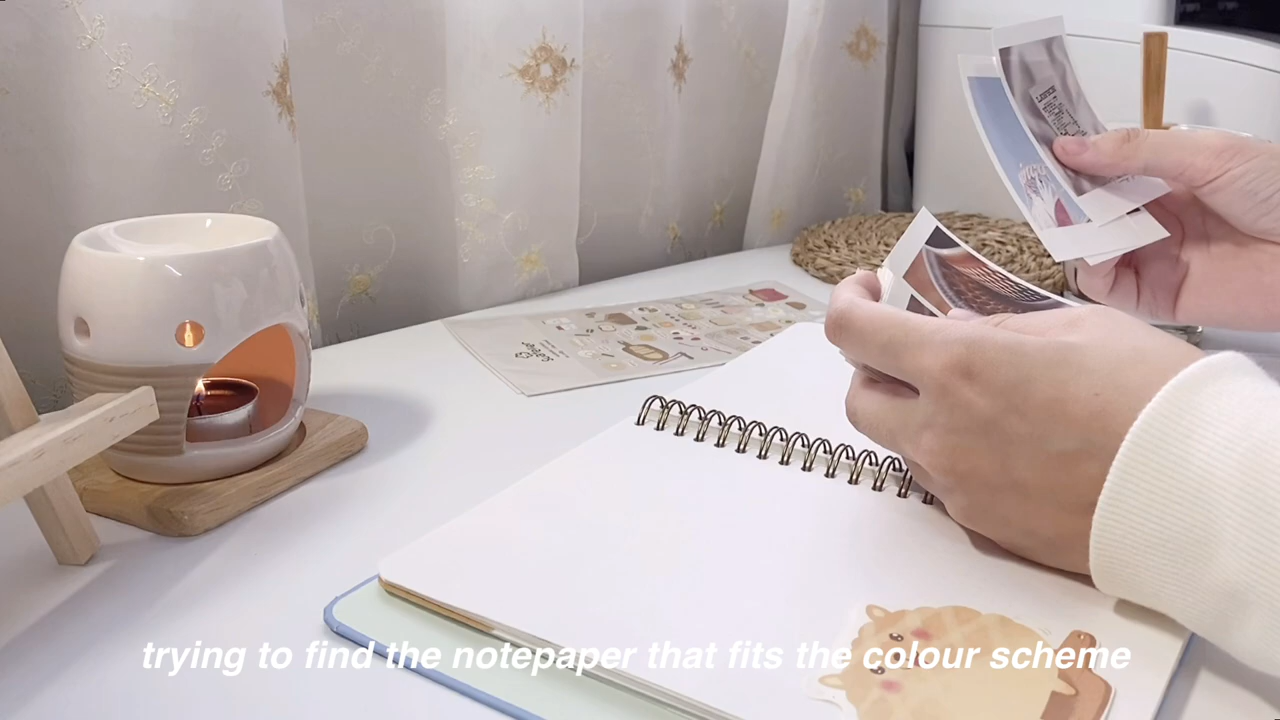 trying to find the notepaper that fits the colour scheme